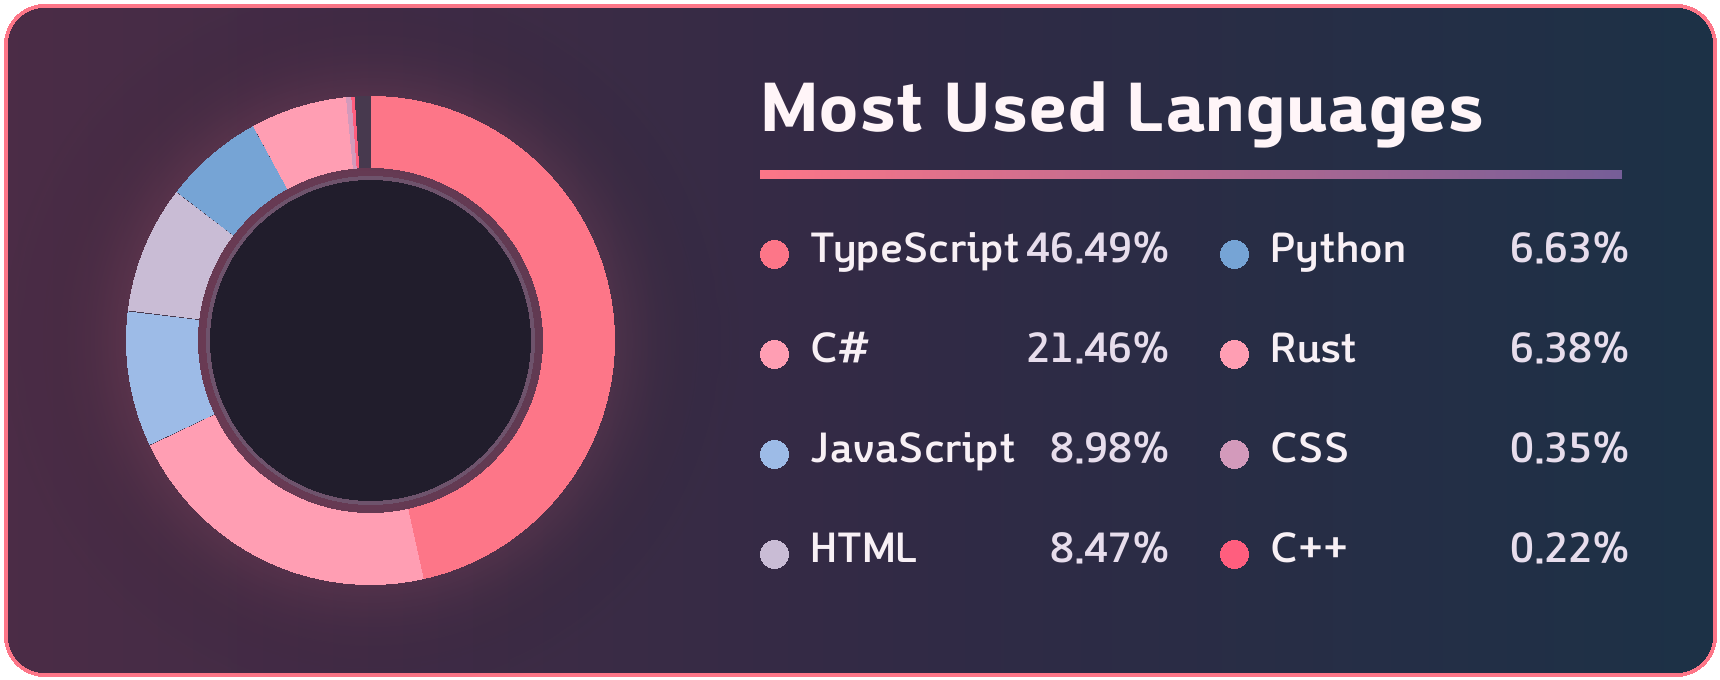 Most Used Languages
TypeScript 46.49% Python 6.63%
C# 21.46% Rust 6.38%
JavaScript 8.98% CSS 0.35%
HTML 8.47% C++ 0.22%